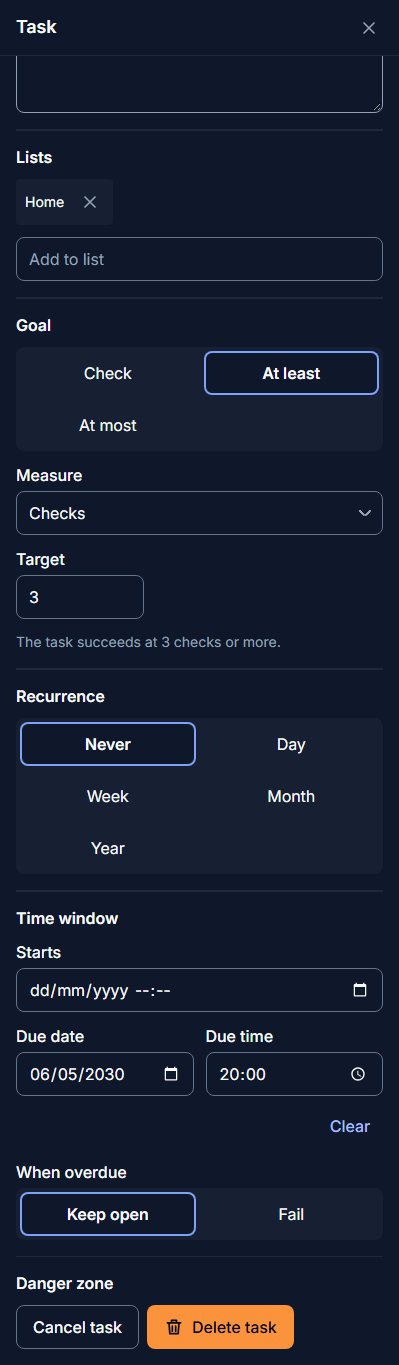 Task
Lists
Home
Add to list
Goal
Check
At least
At most
Measure
Checks
Target
3
The task succeeds at 3 checks or more.
Recurrence
Never
Day
Week
Month
Year
Time window
Starts
dd/mm/yyyy --:--
Due date
Due time
06/05/2030
20:00
Clear
When overdue
Keep open
Fail
Danger zone
Cancel task
Delete task